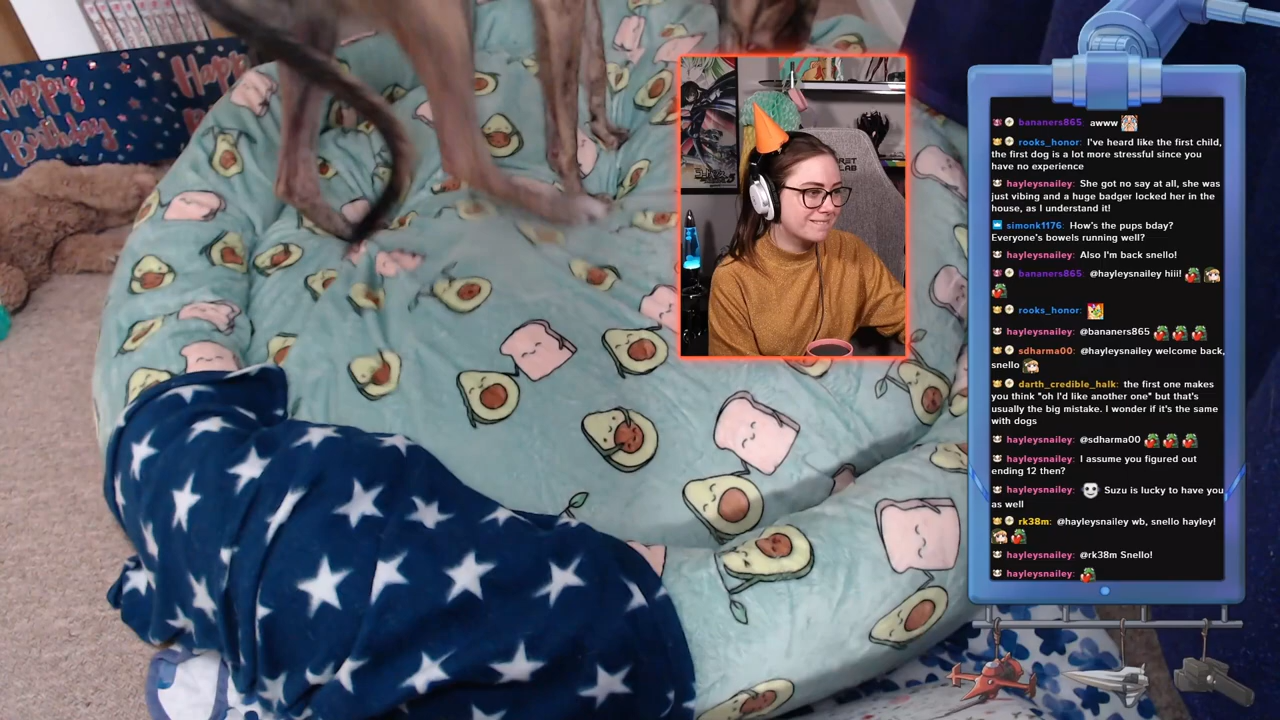 Happy
Birthday
Happy
bananers865: awww
rooks_honor: I've heard like the first child,
the first dog is a lot more stressful since you
have no experience
hayleysnailey: She got no say at all, she was
just vibing and a huge badger locked her in the
house, as I understand it!
simonk1176: How's the pups bday?
Everyone's bowels running well?
hayleysnailey: Also I'm back snello!
bananers865: @hayleysnailey hiii!
rooks_honor:
hayleysnailey: @bananers865
sdharma00: @hayleysnailey welcome back,
snello
darth_credible_halk: the first one makes
you think "oh I'd like another one" but that's
usually the big mistake. I wonder if it's the same
with dogs
hayleysnailey: @sdharma00
hayleysnailey: I assume you figured out
ending 12 then?
hayleysnailey: Suzu is lucky to have you
as well
rk38m: @hayleysnailey wb, snello hayley!
hayleysnailey: @rk38m Snello!
hayleysnailey: